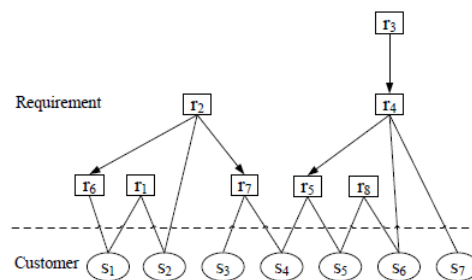 r₃
Requirement r₂ r₄
r₆ r₁ r₇ r₅ r₈
Customer s₁ s₂ s₃ s₄ s₅ s₆ s₇